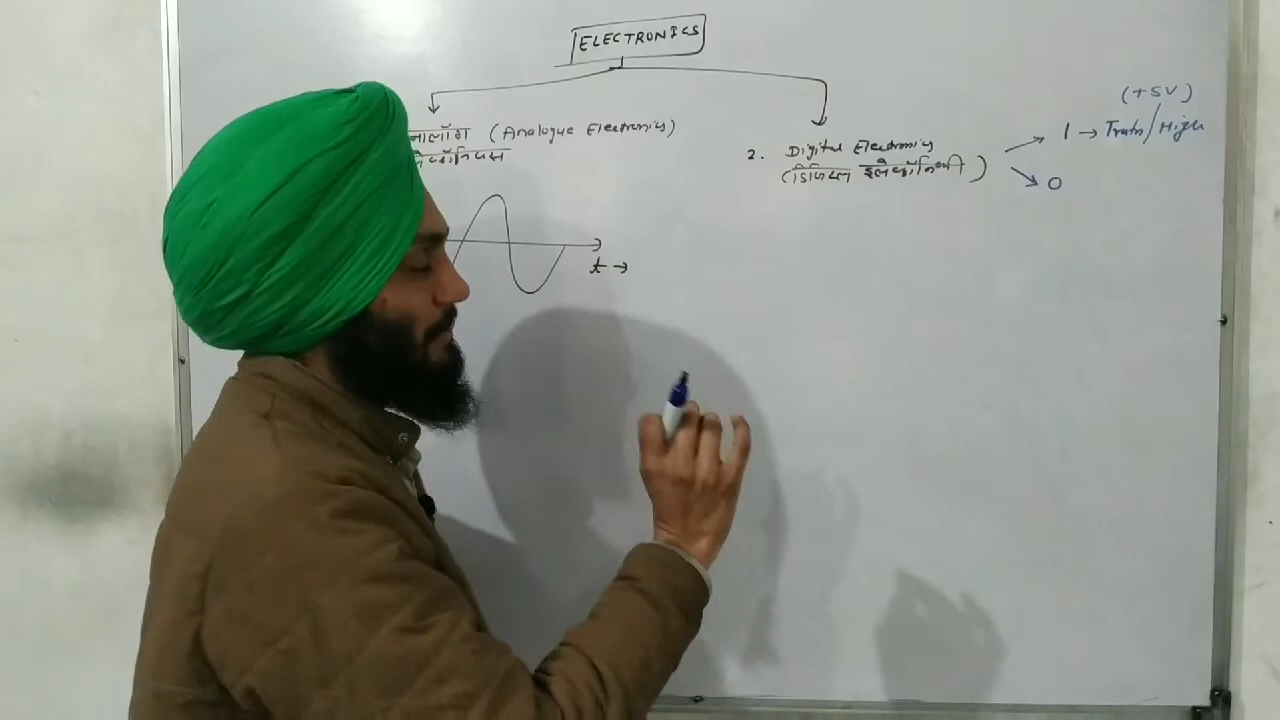 ELECTRONICS
नालॉग (Analogue Electronics)
2. Digital Electronics
(डिजिटल इलेक्ट्रॉनिक्स)
(+5V)
1 → Truth/High
0
t →